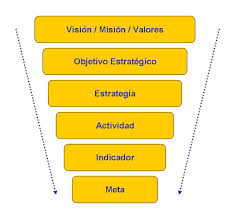 Visión / Misión / Valores
Objetivo Estratégico
Estrategia
Actividad
Indicador
Meta